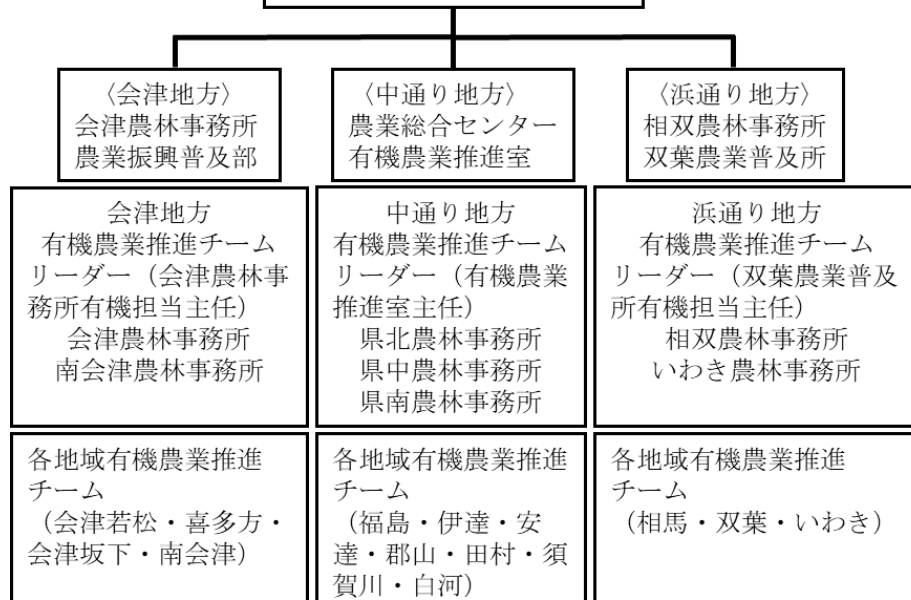 〈会津地方〉
会津農林事務所
農業振興普及部
〈中通り地方〉
農業総合センター
有機農業推進室
〈浜通り地方〉
相双農林事務所
双葉農業普及所
会津地方
有機農業推進チーム
リーダー（会津農林事
務所有機担当主任）
会津農林事務所
南会津農林事務所
中通り地方
有機農業推進チーム
リーダー（有機農業
推進室主任）
県北農林事務所
県中農林事務所
県南農林事務所
浜通り地方
有機農業推進チーム
リーダー（双葉農業普及
所有機担当主任）
相双農林事務所
いわき農林事務所
各地域有機農業推進
チーム
（会津若松・喜多方・
会津坂下・南会津）
各地域有機農業推進
チーム
（福島・伊達・安
達・郡山・田村・須
賀川・白河）
各地域有機農業推進
チーム
（相馬・双葉・いわき）